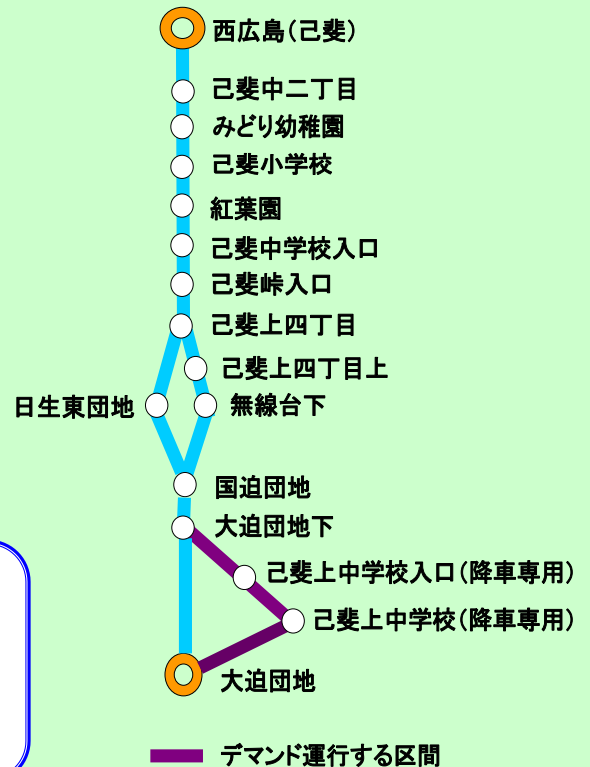 西広島(己斐)
己斐中二丁目
みどり幼稚園
己斐小学校
紅葉園
己斐中学校入口
己斐峠入口
己斐上四丁目
己斐上四丁目上
日生東団地
無線台下
国迫団地
大迫団地下
己斐上中学校入口(降車専用)
己斐上中学校(降車専用)
大迫団地
デマンド運行する区間